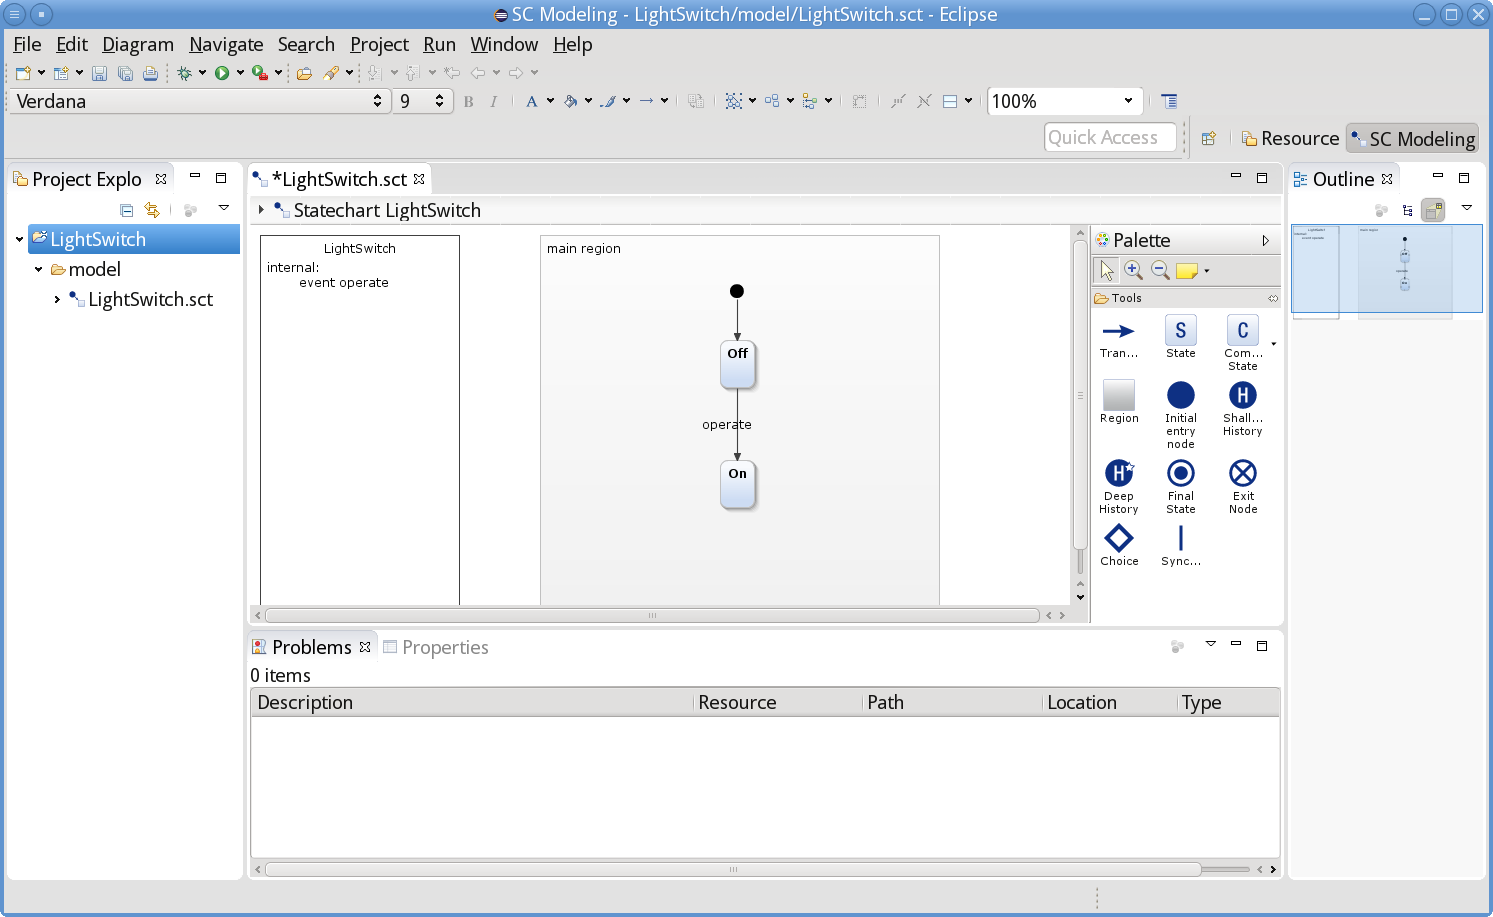 SC Modeling - LightSwitch/model/LightSwitch.sct - Eclipse
File Edit Diagram Navigate Search Project Run Window Help
Verdana 9 B I A 100%
Quick Access Resource SC Modeling
Project Explo
LightSwitch
model
LightSwitch.sct
*LightSwitch.sct
Statechart LightSwitch
LightSwitch
internal:
event operate
main region
Off
operate
On
Palette
Tools
Tran...
S
State
C
Com...
State
Region
Initial
entry
node
H
Shall...
History
H
Deep
History
Final
State
Exit
Node
Choice
Sync...
Outline
Problems Properties
0 items
Description Resource Path Location Type